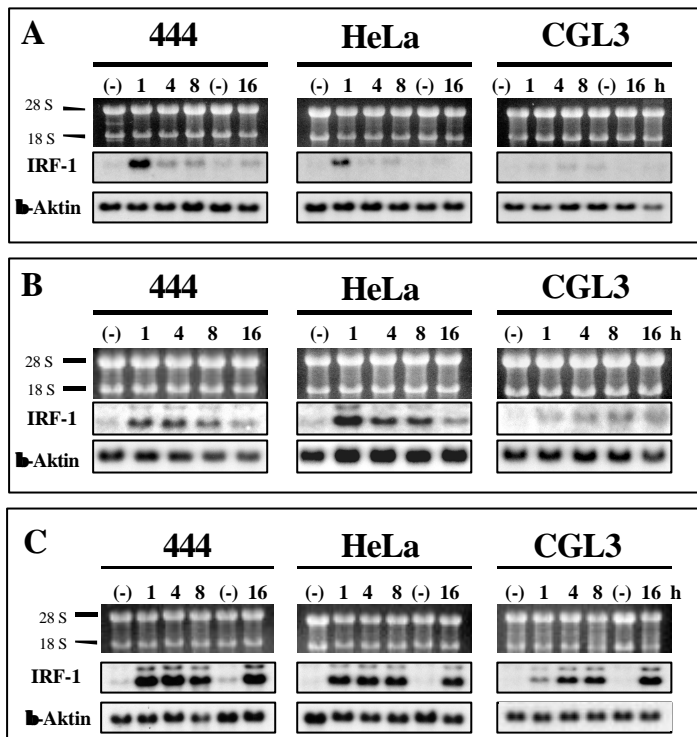 A
444 HeLa CGL3
(-) 1 4 8 (-) 16 (-) 1 4 8 (-) 16 (-) 1 4 8 (-) 16 h
28 S
18 S
IRF-1
b-Aktin
B
444 HeLa CGL3
(-) 1 4 8 16 (-) 1 4 8 16 (-) 1 4 8 16 h
28 S
18 S
IRF-1
b-Aktin
C
444 HeLa CGL3
(-) 1 4 8 (-) 16 (-) 1 4 8 (-) 16 (-) 1 4 8 (-) 16 h
28 S
18 S
IRF-1
b-Aktin